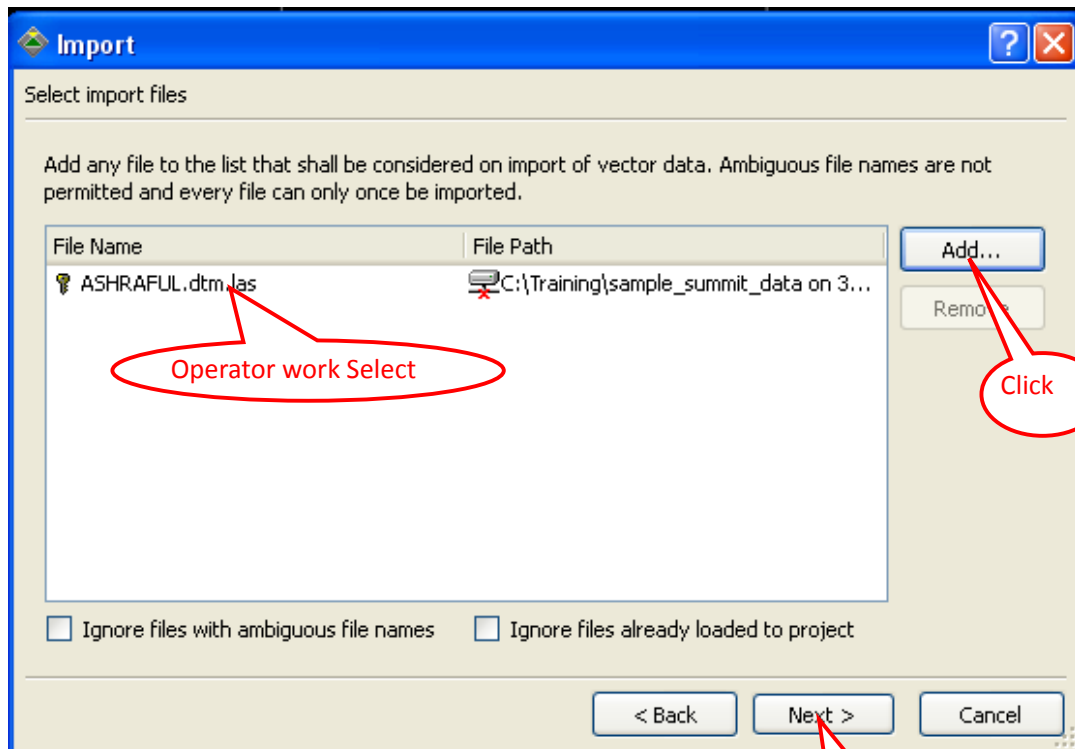 Import
Select import files
Add any file to the list that shall be considered on import of vector data. Ambiguous file names are not
permitted and every file can only once be imported.
File Name File Path
ASHRAFUL.dtm.las C:\Training\sample_summit_data on 3...
Add...
Remove
Operator work Select
Click
Ignore files with ambiguous file names Ignore files already loaded to project
< Back Next > Cancel